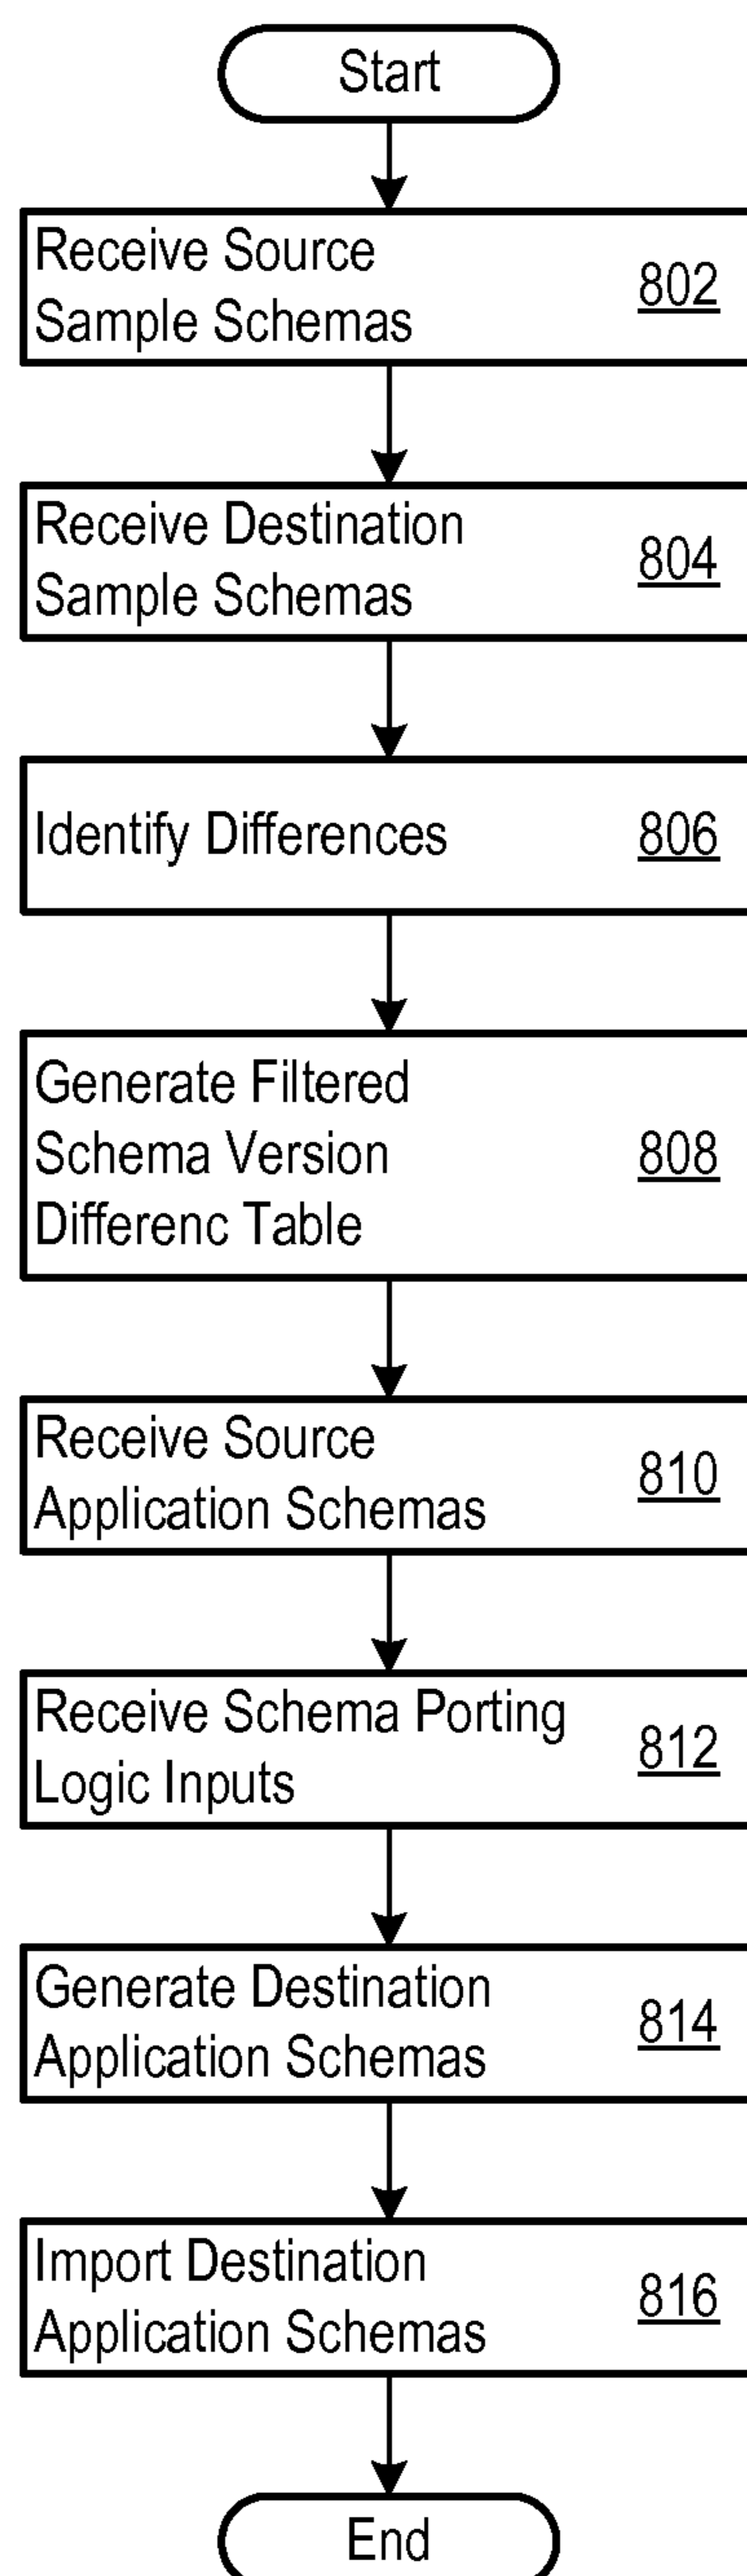 Start
Receive Source
Sample Schemas
802
Receive Destination
Sample Schemas
804
Identify Differences
806
Generate Filtered
Schema Version
Differenc Table
808
Receive Source
Application Schemas
810
Receive Schema Porting
Logic Inputs
812
Generate Destination
Application Schemas
814
Import Destination
Application Schemas
816
End